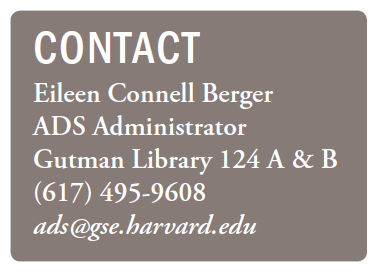 CONTACT
Eileen Connell Berger
ADS Administrator
Gutman Library 124 A & B
(617) 495-9608
ads@gse.harvard.edu